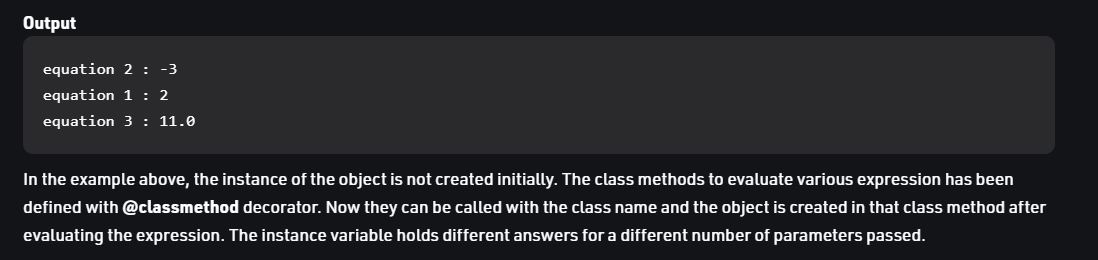 Output
equation 2 : -3
equation 1 : 2
equation 3 : 11.0
In the example above, the instance of the object is not created initially. The class methods to evaluate various expression has been
defined with @classmethod decorator. Now they can be called with the class name and the object is created in that class method after
evaluating the expression. The instance variable holds different answers for a different number of parameters passed.